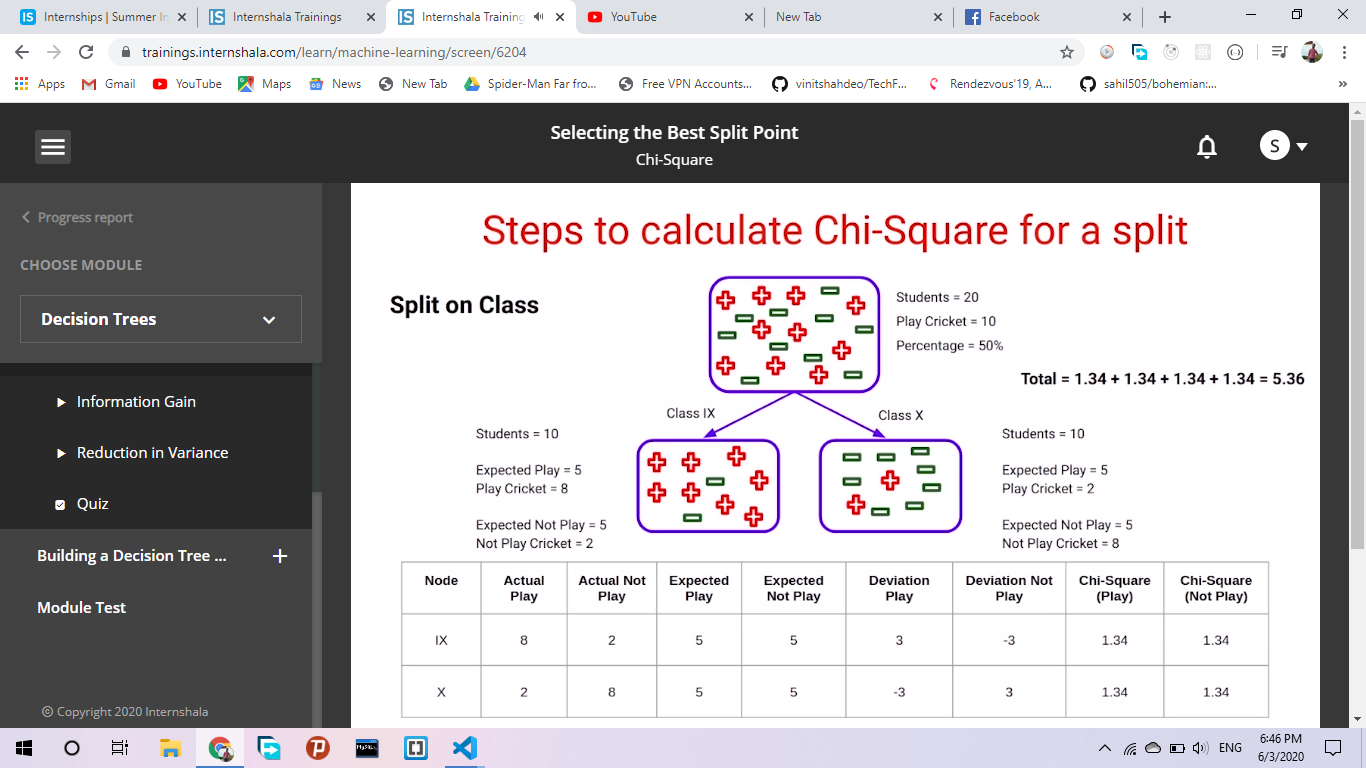 Internships | Summer In
Internshala Trainings
Internshala Training
YouTube
New Tab
Facebook
trainings.internshala.com/learn/machine-learning/screen/6204
Apps
Gmail
YouTube
Maps
News
New Tab
Spider-Man Far fro...
Free VPN Accounts...
vinitshahdeo/TechF...
Rendezvous'19, A...
sahil505/bohemian:...
»
Selecting the Best Split Point
Chi-Square
S
Progress report
CHOOSE MODULE
Decision Trees
Information Gain
Reduction in Variance
Quiz
Building a Decision Tree ...
Module Test
© Copyright 2020 Internshala
Steps to calculate Chi-Square for a split
Split on Class
Students = 20
Play Cricket = 10
Percentage = 50%
Total = 1.34 + 1.34 + 1.34 + 1.34 = 5.36
Class IX
Class X
Students = 10
Expected Play = 5
Play Cricket = 8
Expected Not Play = 5
Not Play Cricket = 2
Students = 10
Expected Play = 5
Play Cricket = 2
Expected Not Play = 5
Not Play Cricket = 8
Node Actual Play Actual Not Play Expected Play Expected Not Play Deviation Play Deviation Not Play Chi-Square (Play) Chi-Square (Not Play)
IX 8 2 5 5 3 -3 1.34 1.34
X 2 8 5 5 -3 3 1.34 1.34
ENG
6:46 PM
6/3/2020